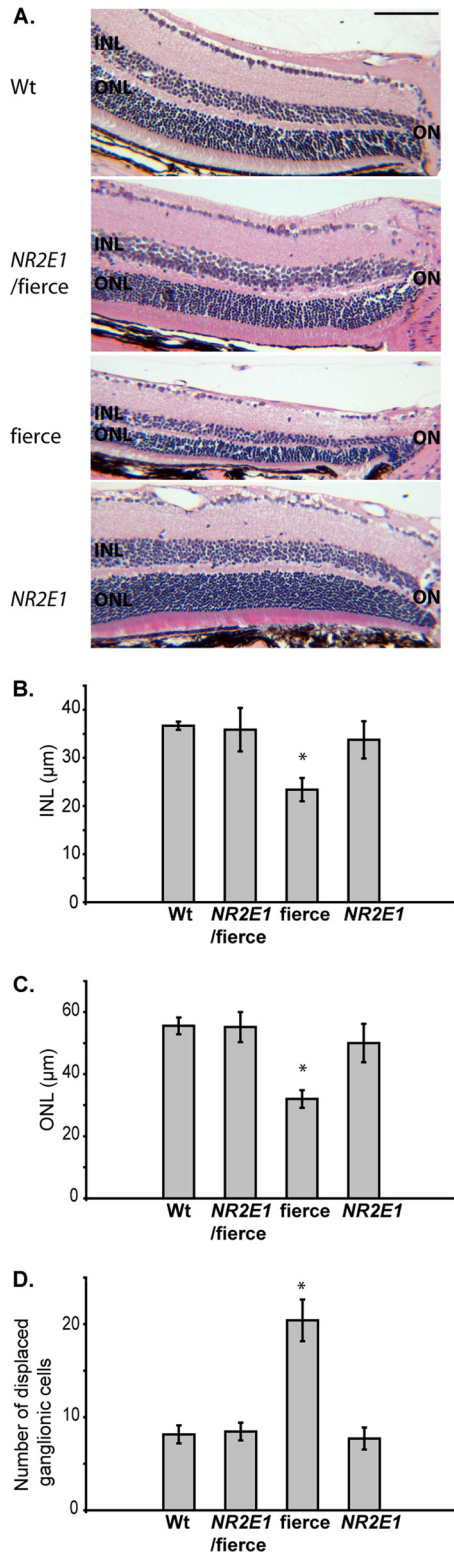 A.
Wt
INL
ONL
ON
NR2E1
/fierce
INL
ONL
ON
fierce
INL
ONL
ON
NR2E1
INL
ONL
ON
B.
INL (µm)
40
30
20
10
0
*
Wt NR2E1 fierce NR2E1
/fierce
C.
ONL (µm)
60
40
20
0
*
Wt NR2E1 fierce NR2E1
/fierce
D.
Number of displaced
ganglionic cells
20
10
0
*
Wt NR2E1 fierce NR2E1
/fierce